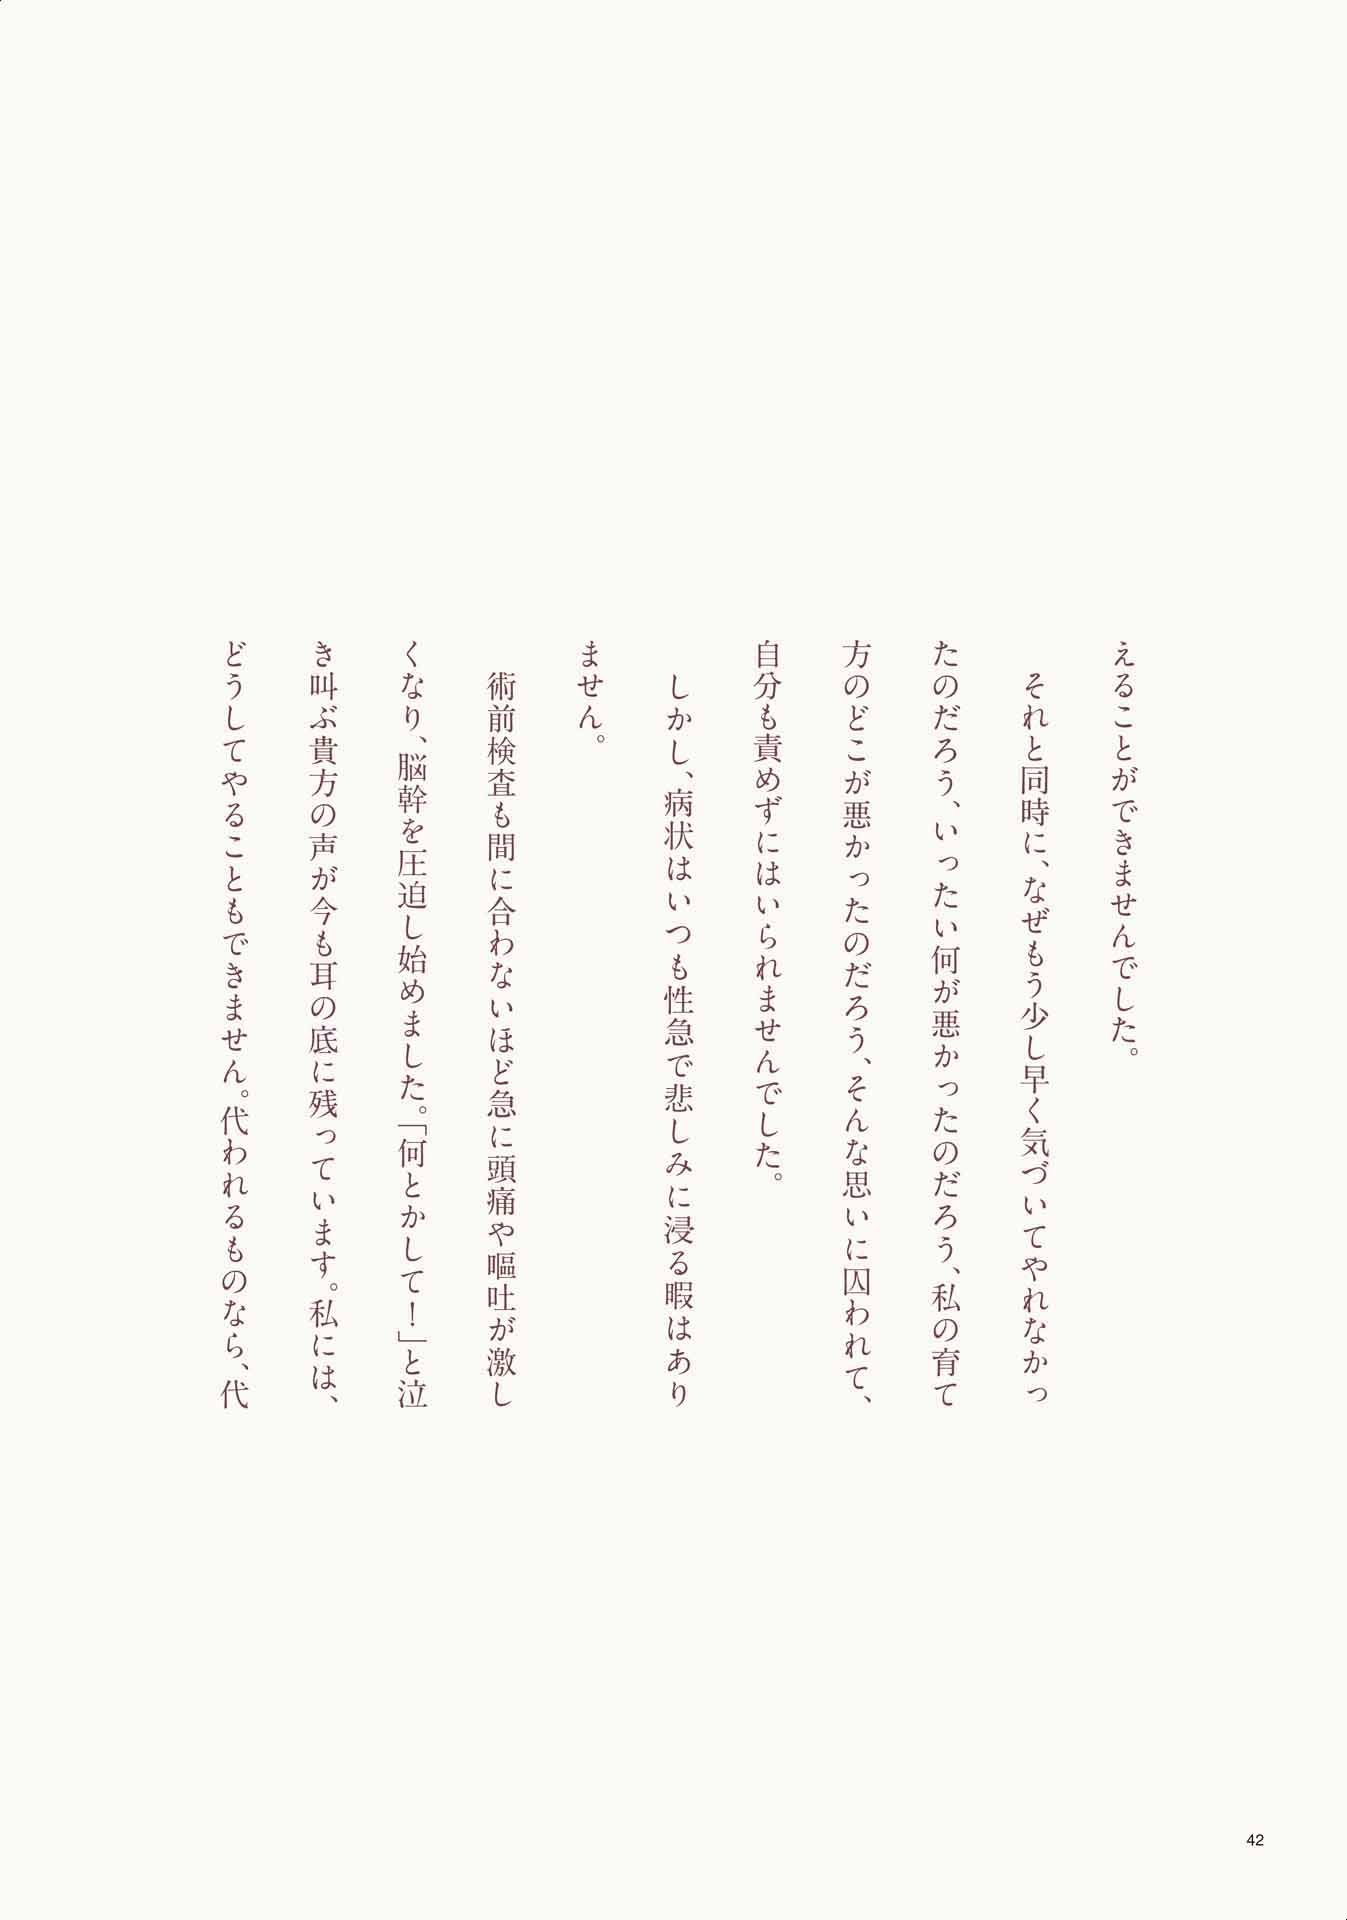 えることができませんでした。
それと同時に、なぜもう少し早く気づいてやれなかっ
たのだろう、いったい何が悪かったのだろう、私の育て
方のどこが悪かったのだろう、そんな思いに囚われて、
自分も責めずにはいられませんでした。
しかし、病状はいつも性急で悲しみに浸る暇はあり
ません。
術前検査も間に合わないほど急に頭痛や嘔吐が激し
くなり、脳幹を圧迫し始めました。「何とかして！」と泣
き叫ぶ貴方の声が今も耳の底に残っています。私には、
どうしてやることもできません。代われるものなら、代
42